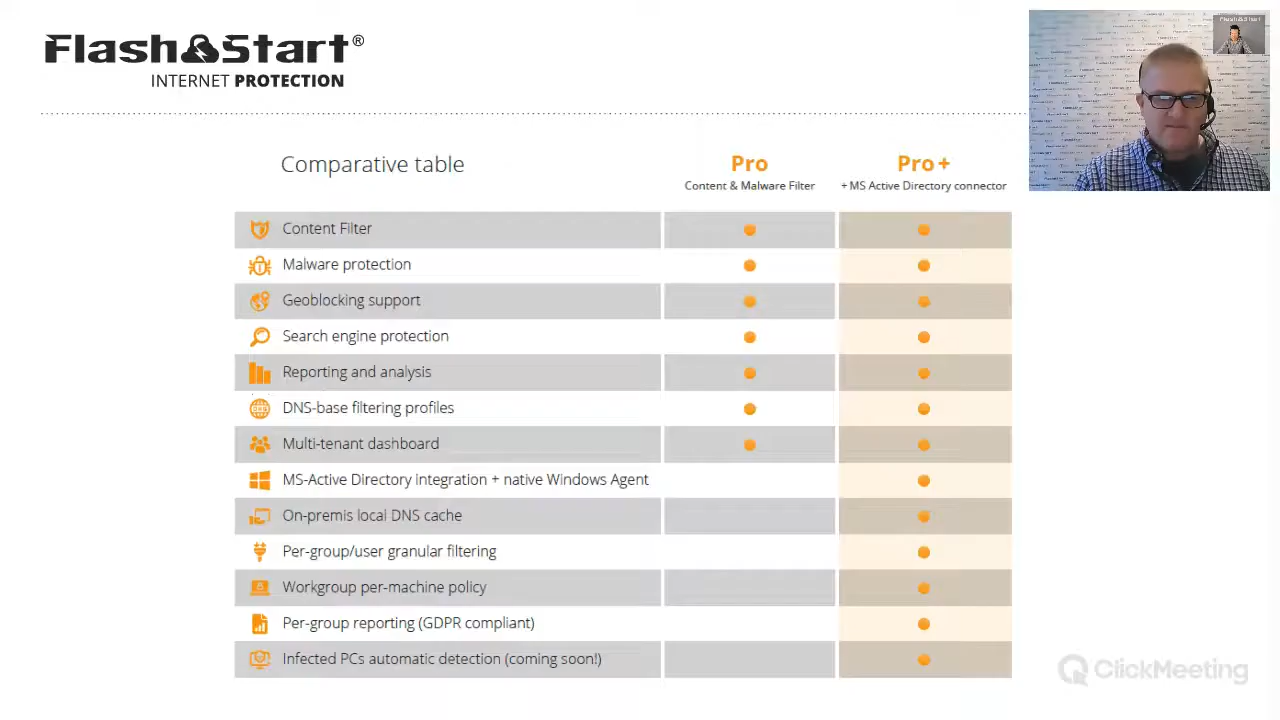 Flash&Start®
INTERNET PROTECTION
Comparative table
Pro
Content & Malware Filter
Pro+
+ MS Active Directory connector
Content Filter
Malware protection
Geoblocking support
Search engine protection
Reporting and analysis
DNS-base filtering profiles
Multi-tenant dashboard
MS-Active Directory integration + native Windows Agent
On-premis local DNS cache
Per-group/user granular filtering
Workgroup per-machine policy
Per-group reporting (GDPR compliant)
Infected PCs automatic detection (coming soon!)
Flash&Start
ClickMeeting